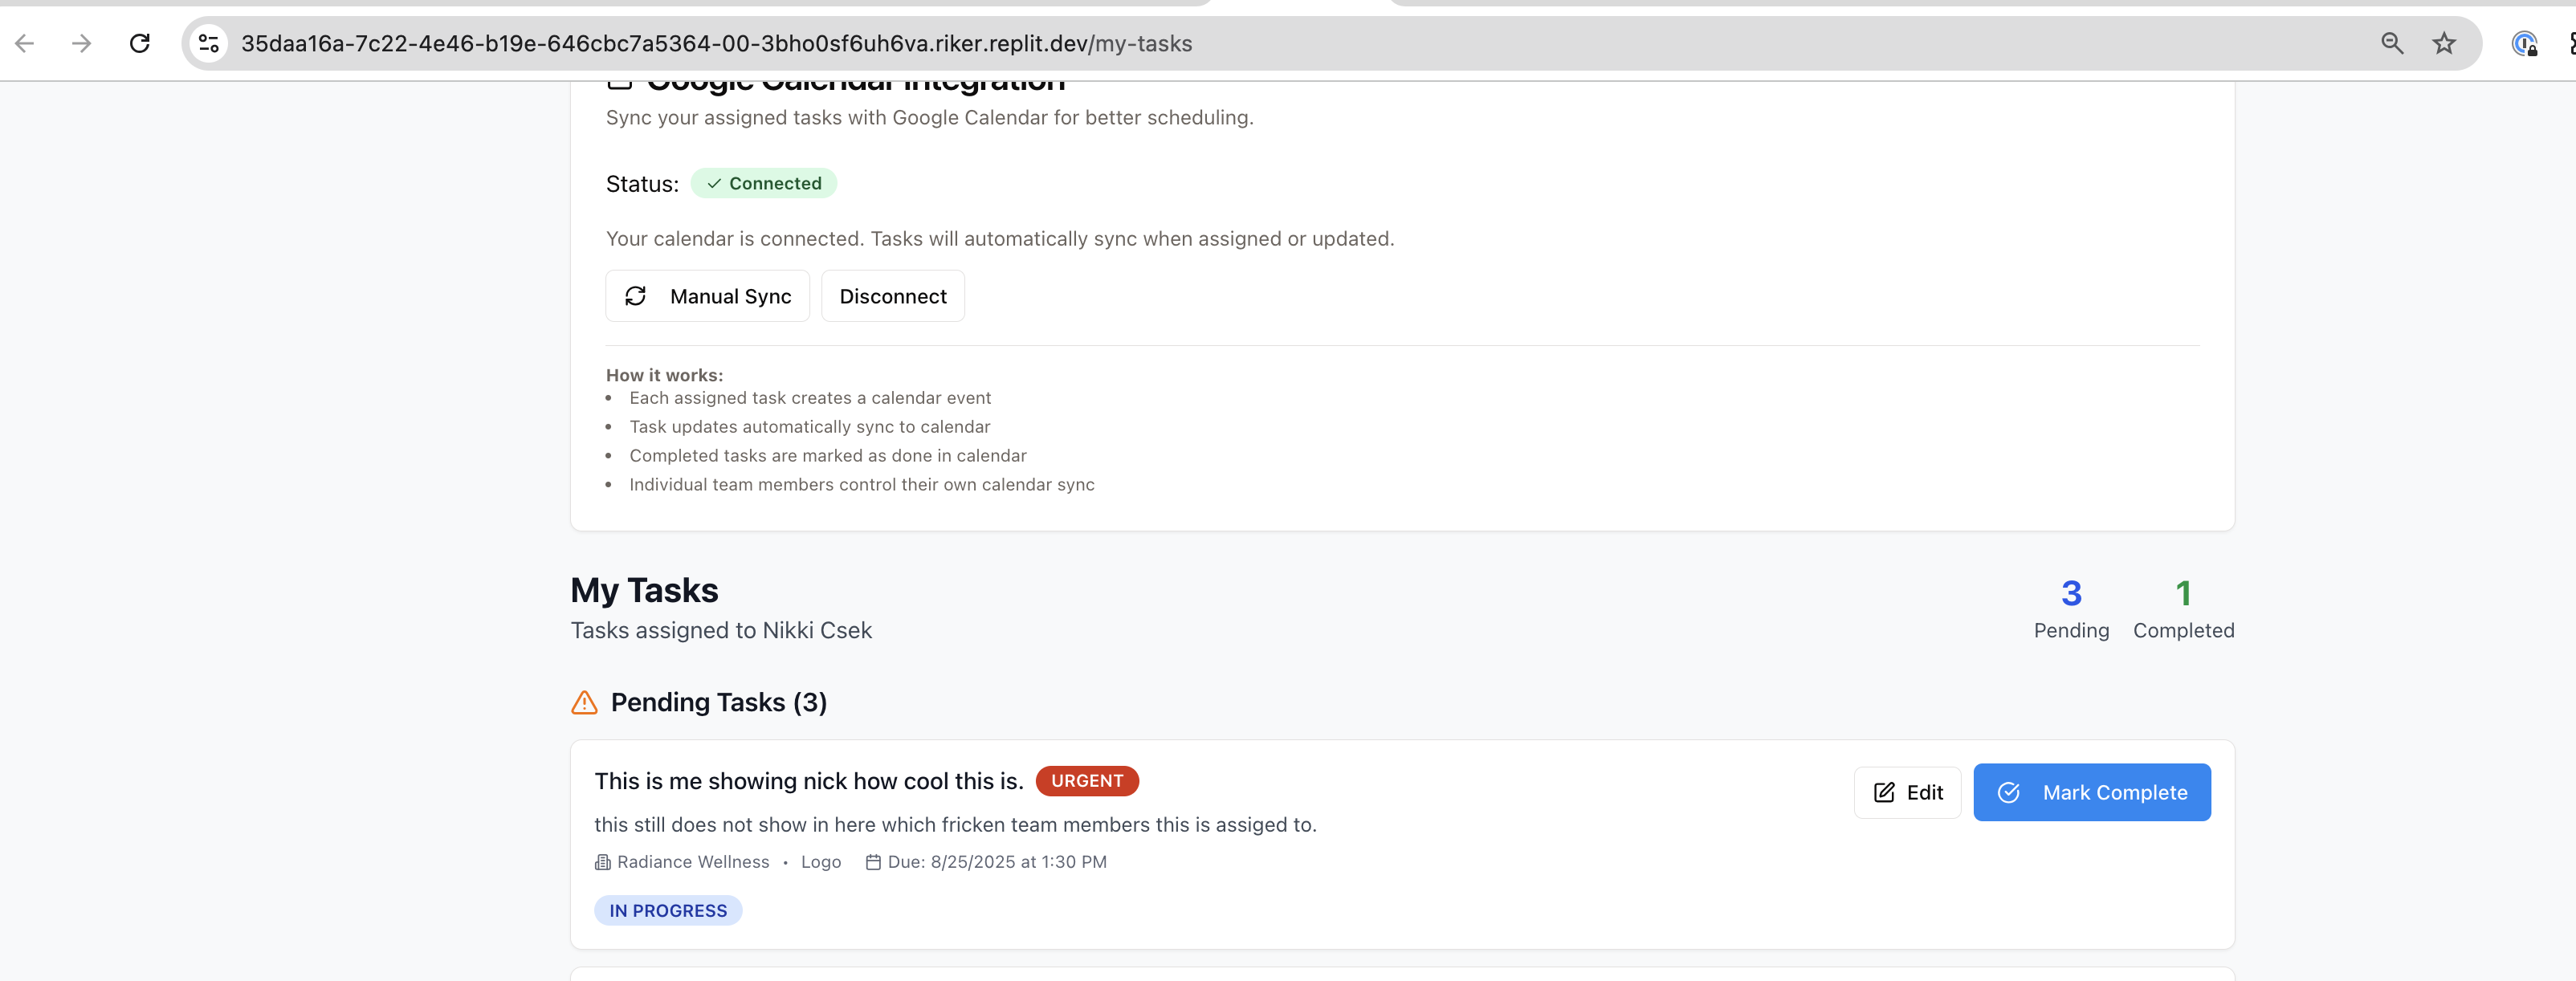 35daa16a-7c22-4e46-b19e-646cbc7a5364-00-3bho0sf6uh6va.riker.replit.dev/my-tasks
Google Calendar Integration
Sync your assigned tasks with Google Calendar for better scheduling.
Status: Connected
Your calendar is connected. Tasks will automatically sync when assigned or updated.
Manual Sync Disconnect
How it works:
• Each assigned task creates a calendar event
• Task updates automatically sync to calendar
• Completed tasks are marked as done in calendar
• Individual team members control their own calendar sync
My Tasks 3 1
Tasks assigned to Nikki Csek Pending Completed
Pending Tasks (3)
This is me showing nick how cool this is. URGENT Edit Mark Complete
this still does not show in here which fricken team members this is assiged to.
Radiance Wellness • Logo Due: 8/25/2025 at 1:30 PM
IN PROGRESS